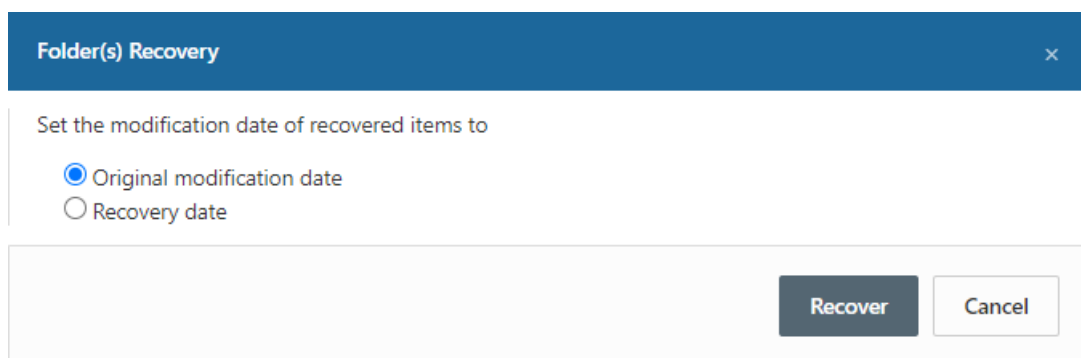 Folder(s) Recovery ×
Set the modification date of recovered items to
Original modification date
Recovery date
Recover Cancel